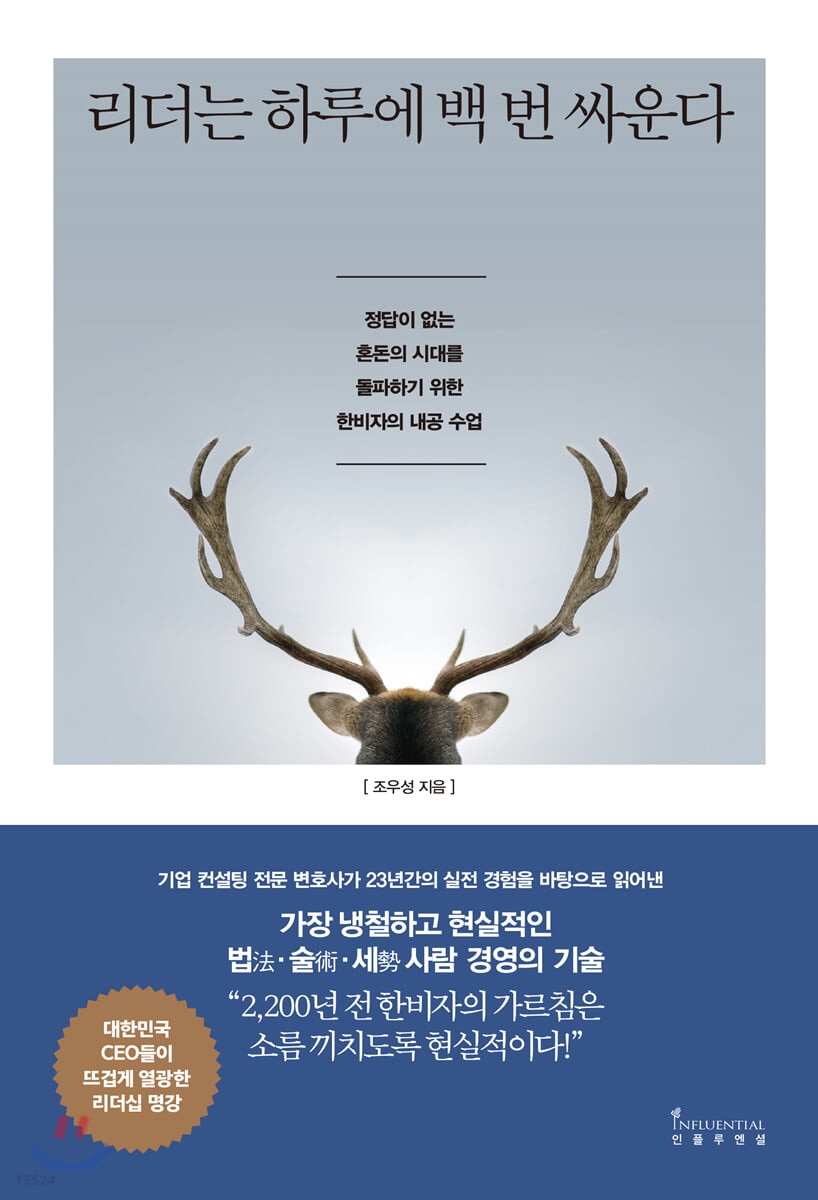 리더는 하루에 백 번 싸운다
정답이 없는
혼돈의 시대를
돌파하기 위한
한비자의 내공 수업
[ 조우성 지음 ]
기업 컨설팅 전문 변호사가 23년간의 실전 경험을 바탕으로 읽어낸
가장 냉철하고 현실적인
법法·술術·세勢 사람 경영의 기술
“2,200년 전 한비자의 가르침은
소름 끼치도록 현실적이다!”
대한민국
CEO들이
뜨겁게 열광한
리더십 명강
INFLUENTIAL
인플루엔셜
YES24